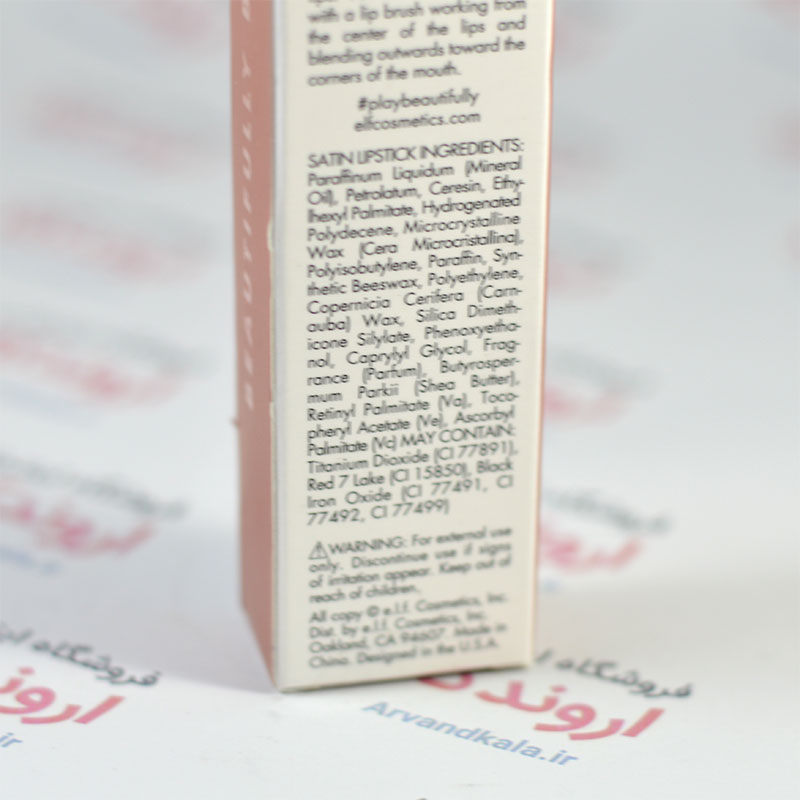 with a lip brush working from
the center of the lips and
blending outwards toward the
corners of the mouth.
#playbeautifully
elfcosmetics.com
SATIN LIPSTICK INGREDIENTS:
Paraffinum Liquidum (Mineral
Oil), Petrolatum, Ceresin, Ethy-
lhexyl Palmitate, Hydrogenated
Polydecene, Microcrystalline
Wax (Cera Microcristallina),
Polyisobutylene, Paraffin, Syn-
thetic Beeswax, Polyethylene,
Copernicia Cerifera (Carn-
auba) Wax, Silica Dimeth-
icone Silylate, Phenoxyetha-
nol, Caprylyl Glycol, Frag-
rance (Parfum), Butyrosper-
mum Parkii (Shea Butter),
Retinyl Palmitate (Va), Toco-
pheryl Acetate (Ve), Ascorbyl
Palmitate (Vc) MAY CONTAIN:
Titanium Dioxide (CI 77891),
Red 7 Lake (CI 15850), Black
Iron Oxide (CI 77491, CI
77492, CI 77499)
⚠WARNING: For external use
only. Discontinue use if signs
of irritation appear. Keep out of
reach of children.
All copy © e.l.f. Cosmetics, Inc.
Dist. by e.l.f. Cosmetics, Inc.
Oakland, CA 94607. Made in
China. Designed in the U.S.A.
BEAUTIFULLY
فروشگاه
اروند
Arvandkala.ir
فروشگاه